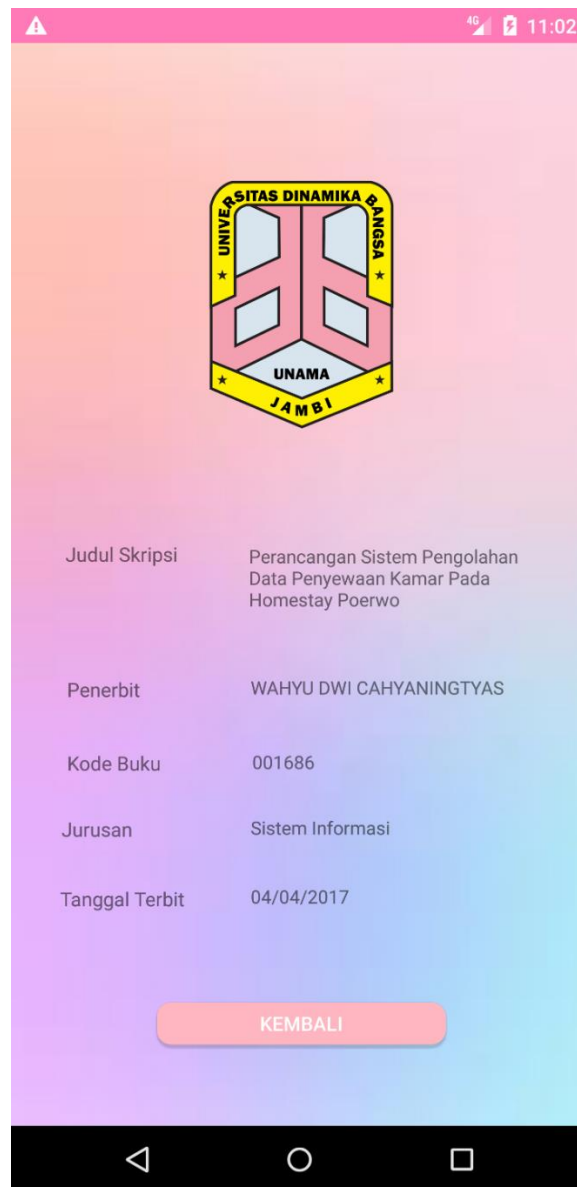 4G 11:02
UNIVERSITAS DINAMIKA BANGSA
UNAMA
JAMBI
Judul Skripsi
Perancangan Sistem Pengolahan
Data Penyewaan Kamar Pada
Homestay Poerwo
Penerbit
WAHYU DWI CAHYANINGTYAS
Kode Buku
001686
Jurusan
Sistem Informasi
Tanggal Terbit
04/04/2017
KEMBALI